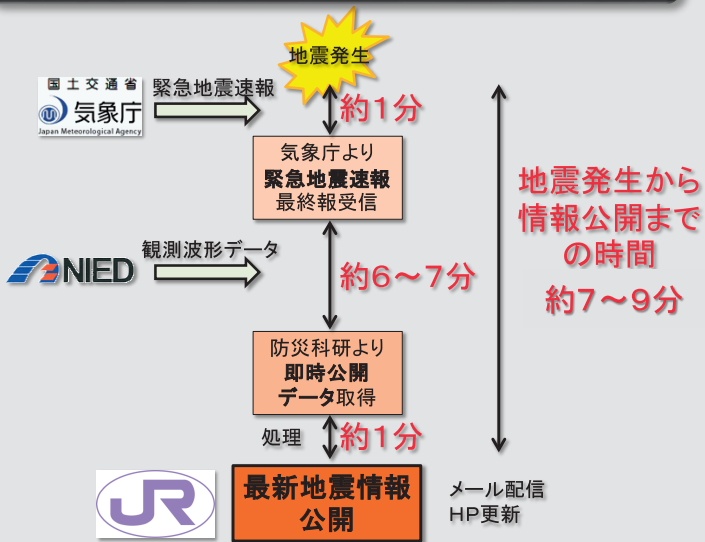 地震発生
国土交通省
気象庁
Japan Meteorological Agency
緊急地震速報
約1分
気象庁より
緊急地震速報
最終報受信
地震発生から
情報公開まで
の時間
約7~9分
NIED
観測波形データ
約6~7分
防災科研より
即時公開
データ取得
処理
約1分
JR
最新地震情報
公開
メール配信
HP更新